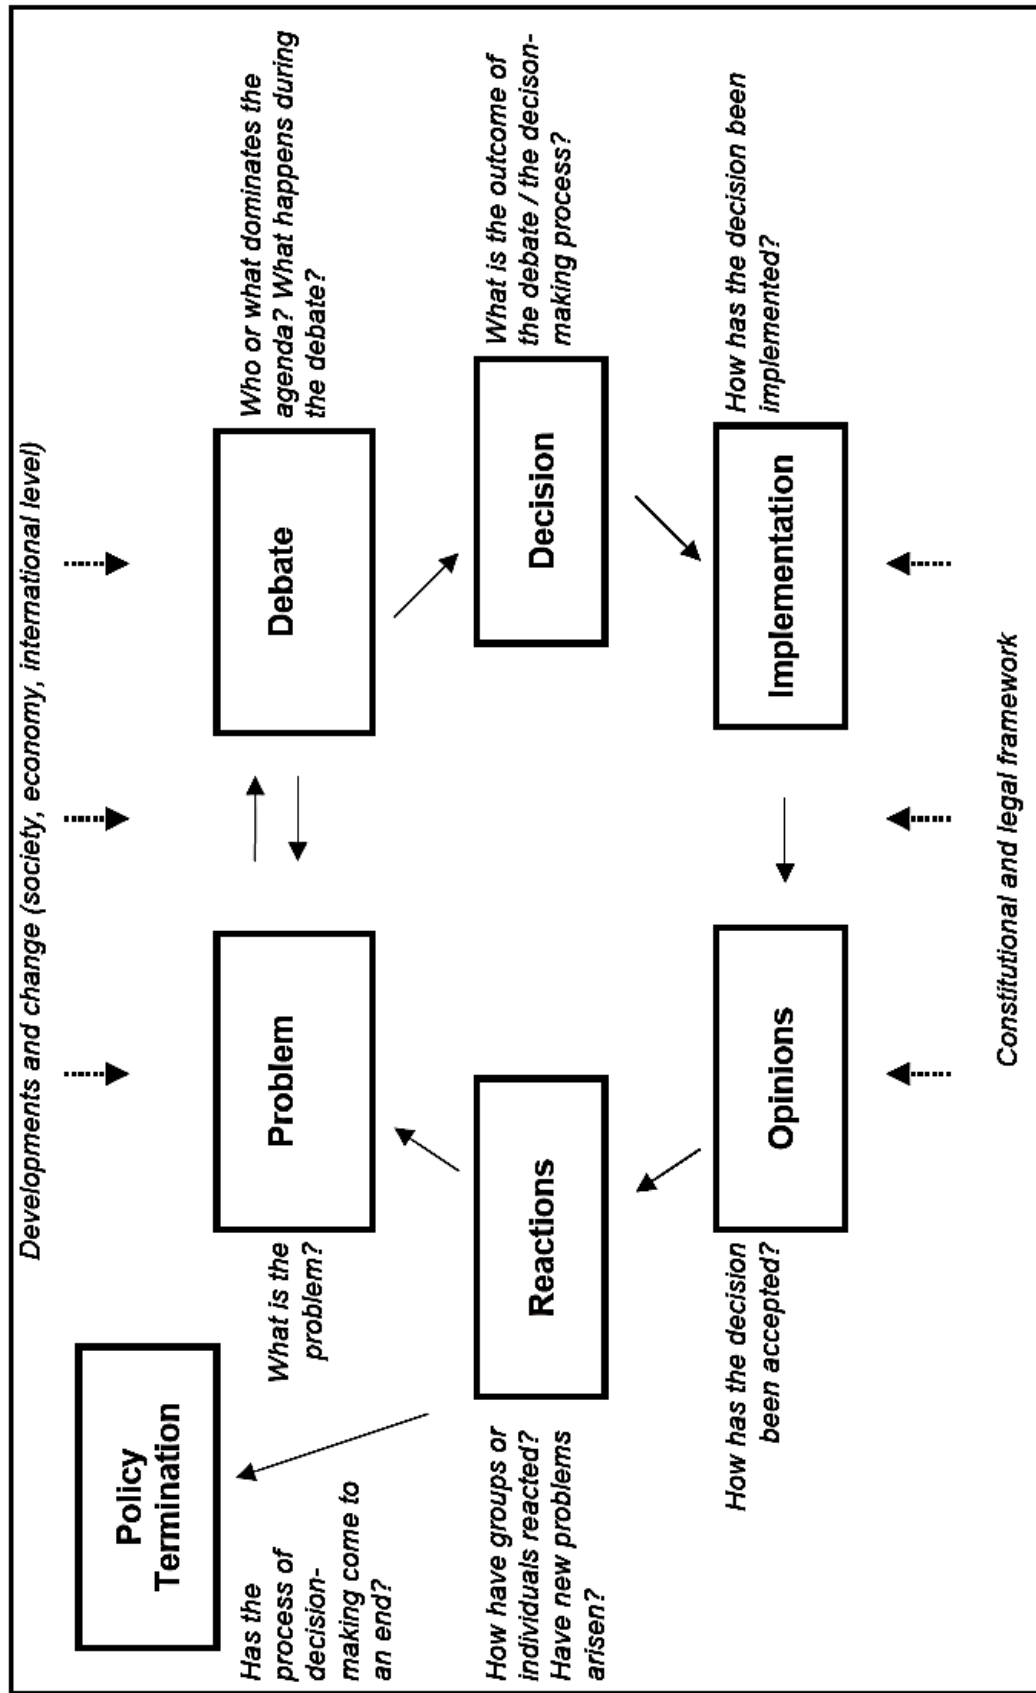 Developments and change (society, economy, international level)
Policy
Termination
Has the
process of
decision-
making come to
an end?
What is the
problem?
Problem
Debate
Who or what dominates the
agenda? What happens during
the debate?
How have groups or
individuals reacted?
Have new problems
arisen?
Reactions
Decision
What is the outcome of
the debate / the decison-
making process?
How has the decision
been accepted?
Opinions
Implementation
How has the decision been
implemented?
Constitutional and legal framework